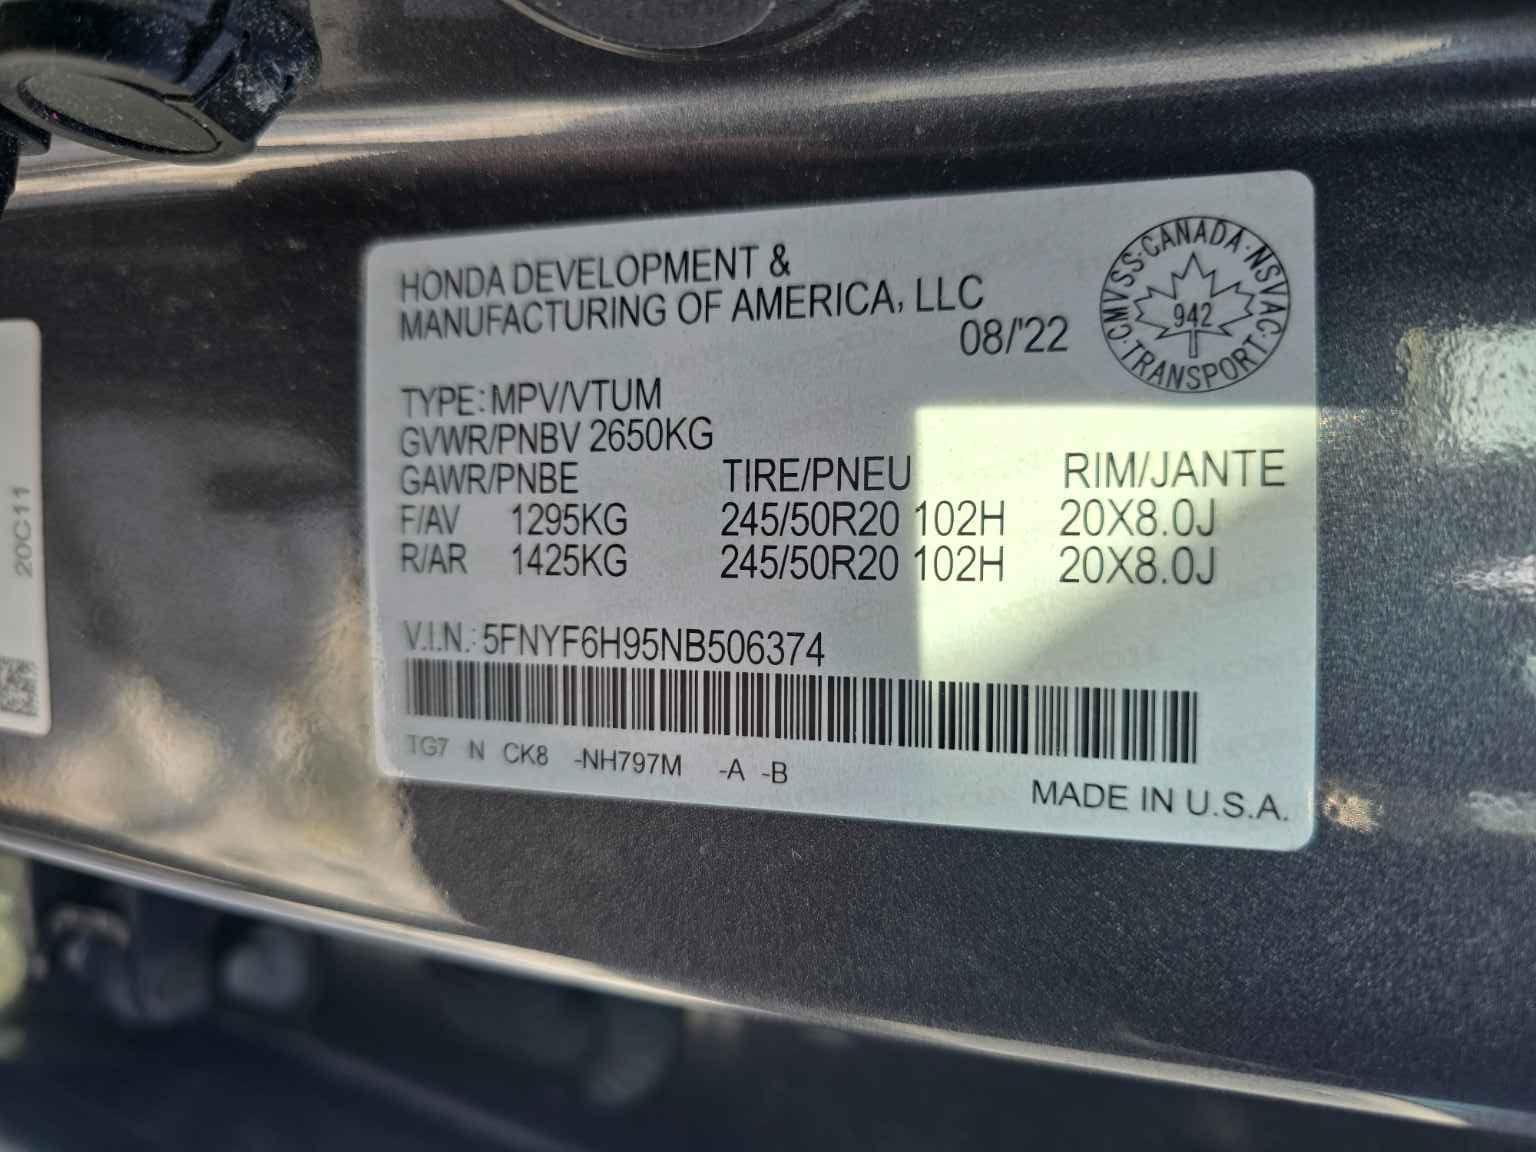 HONDA DEVELOPMENT &
MANUFACTURING OF AMERICA, LLC
08/'22
CMVSS·CANADA·NSVAC·TRANSPORT·
942
TYPE: MPV/VTUM
GVWR/PNBV 2650KG
GAWR/PNBE TIRE/PNEU RIM/JANTE
F/AV 1295KG 245/50R20 102H 20X8.0J
R/AR 1425KG 245/50R20 102H 20X8.0J
V.I.N.: 5FNYF6H95NB506374
TG7 N CK8 -NH797M -A -B
MADE IN U.S.A.
20C11